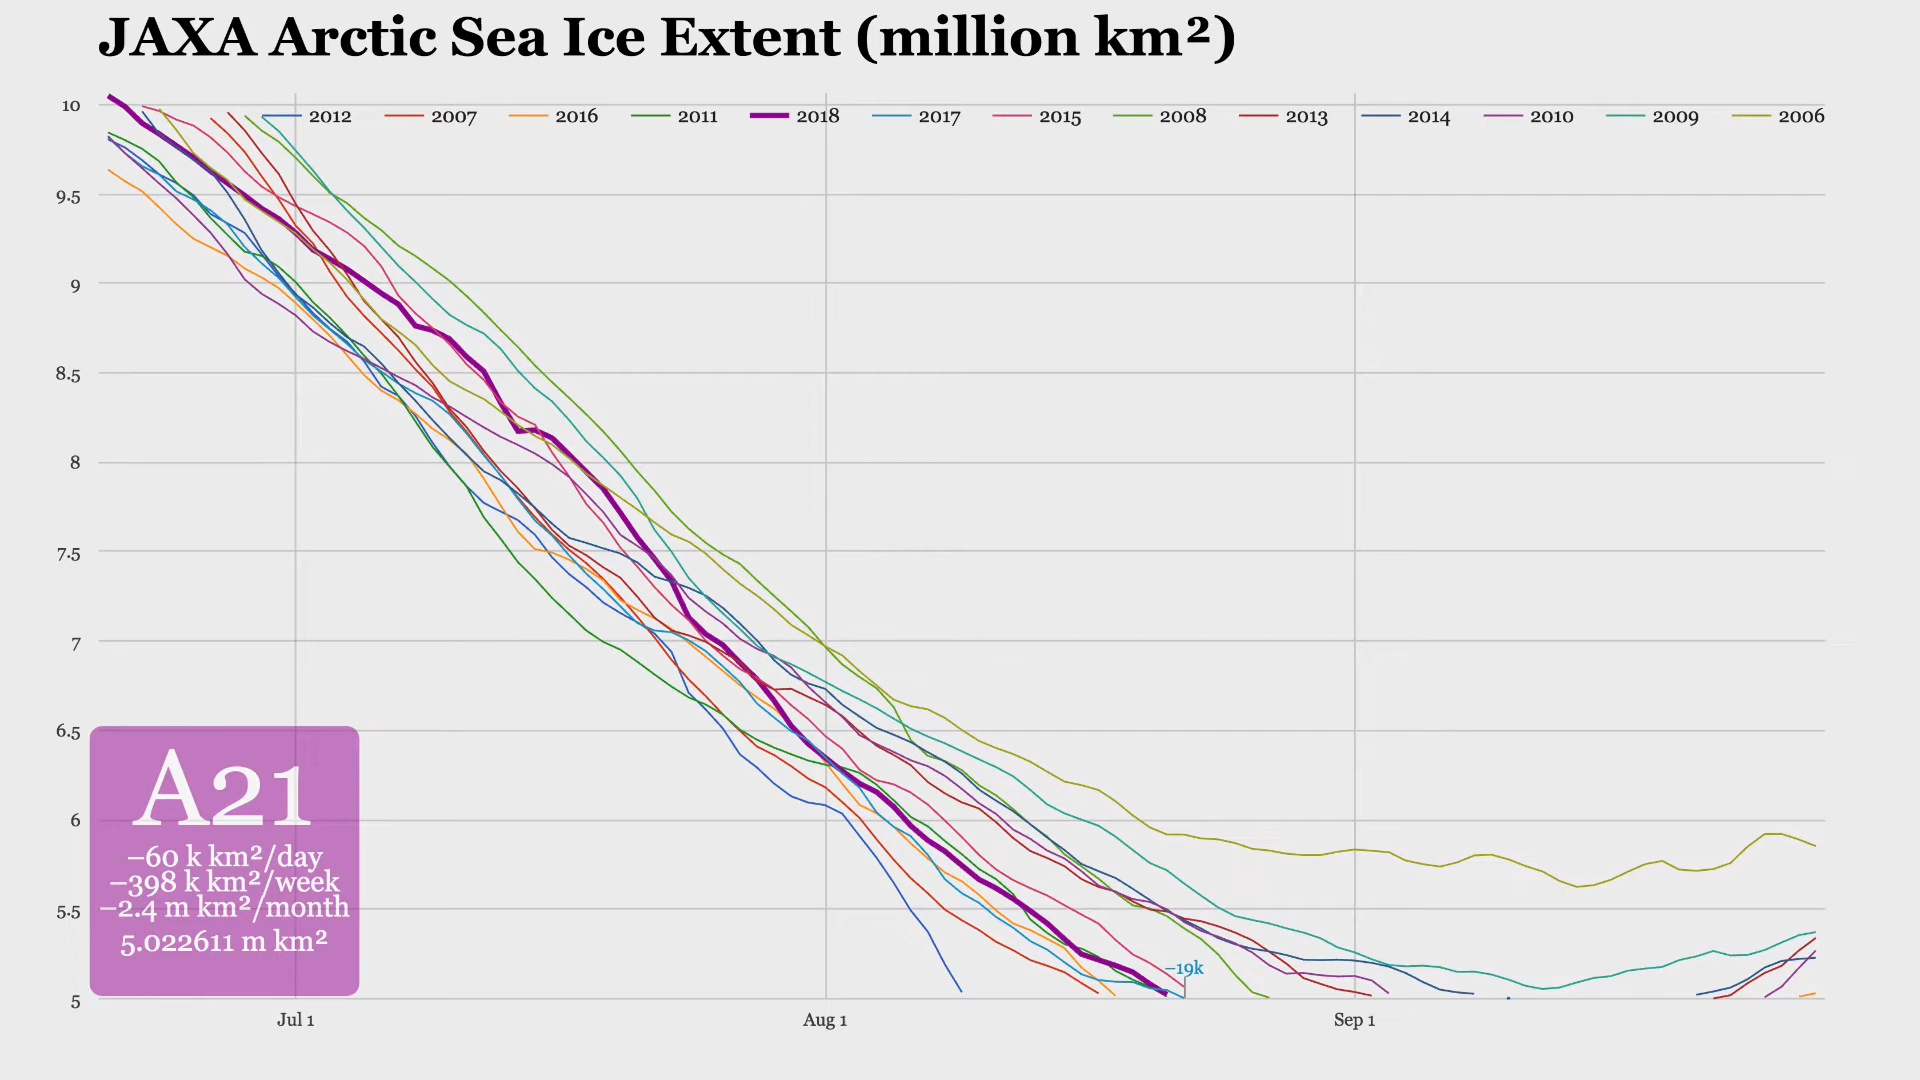 JAXA Arctic Sea Ice Extent (million km²)
2012 2007 2016 2011 2018 2017 2015 2008 2013 2014 2010 2009 2006
10
9.5
9
8.5
8
7.5
7
6.5
6
5.5
5
A21
−60 k km²/day
−398 k km²/week
−2.4 m km²/month
5.022611 m km²
−19k
Jul 1 Aug 1 Sep 1